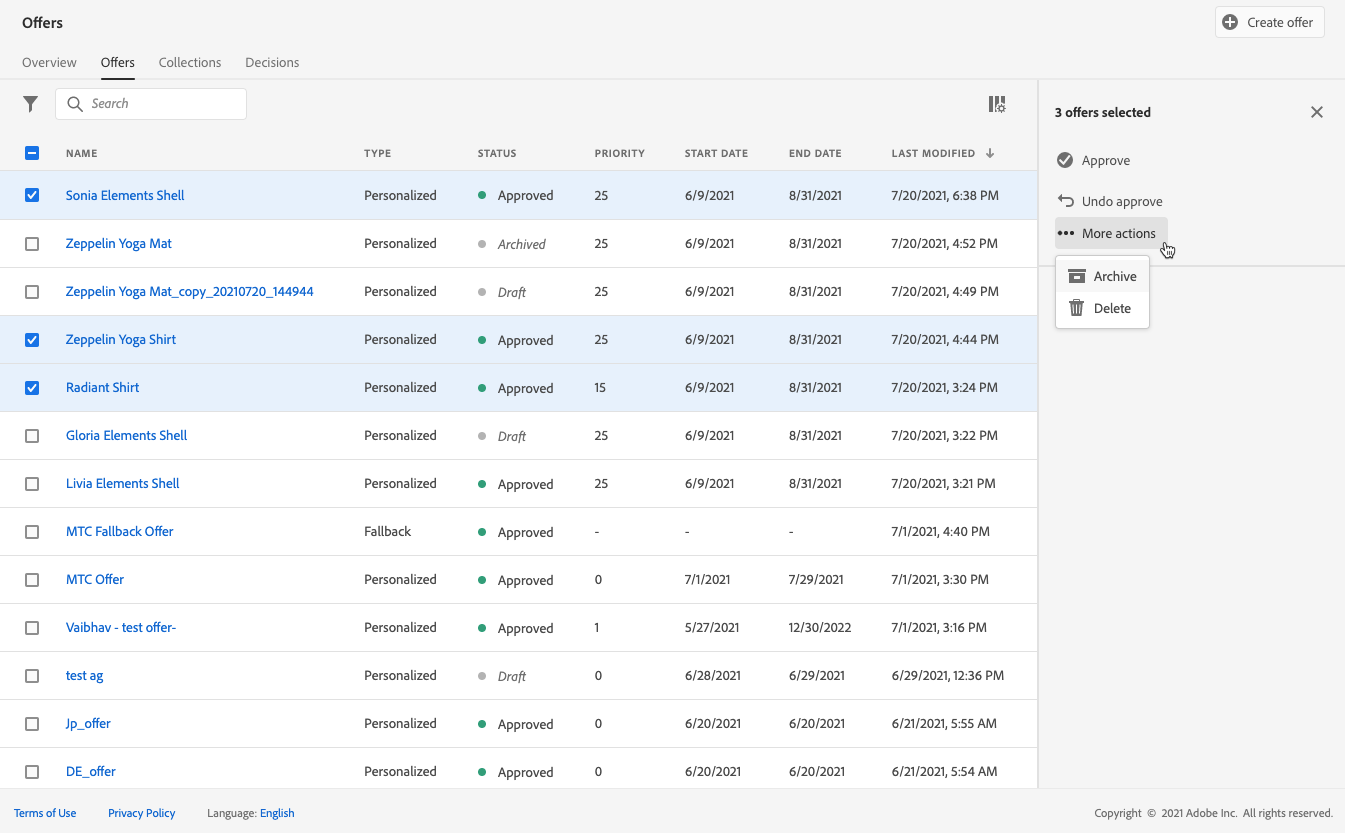 Offers
Create offer
Overview Offers Collections Decisions
Search
3 offers selected
Approve
Undo approve
More actions
Archive
Delete
NAME TYPE STATUS PRIORITY START DATE END DATE LAST MODIFIED
Sonia Elements Shell Personalized Approved 25 6/9/2021 8/31/2021 7/20/2021, 6:38 PM
Zeppelin Yoga Mat Personalized Archived 25 6/9/2021 8/31/2021 7/20/2021, 4:52 PM
Zeppelin Yoga Mat_copy_20210720_144944 Personalized Draft 25 6/9/2021 8/31/2021 7/20/2021, 4:49 PM
Zeppelin Yoga Shirt Personalized Approved 25 6/9/2021 8/31/2021 7/20/2021, 4:44 PM
Radiant Shirt Personalized Approved 15 6/9/2021 8/31/2021 7/20/2021, 3:24 PM
Gloria Elements Shell Personalized Draft 25 6/9/2021 8/31/2021 7/20/2021, 3:22 PM
Livia Elements Shell Personalized Approved 25 6/9/2021 8/31/2021 7/20/2021, 3:21 PM
MTC Fallback Offer Fallback Approved - - - 7/1/2021, 4:40 PM
MTC Offer Personalized Approved 0 7/1/2021 7/29/2021 7/1/2021, 3:30 PM
Vaibhav - test offer- Personalized Approved 1 5/27/2021 12/30/2022 7/1/2021, 3:16 PM
test ag Personalized Draft 0 6/28/2021 6/29/2021 6/29/2021, 12:36 PM
Jp_offer Personalized Approved 0 6/20/2021 6/20/2021 6/21/2021, 5:55 AM
DE_offer Personalized Approved 0 6/20/2021 6/20/2021 6/21/2021, 5:54 AM
Terms of Use Privacy Policy Language: English Copyright © 2021 Adobe Inc. All rights reserved.